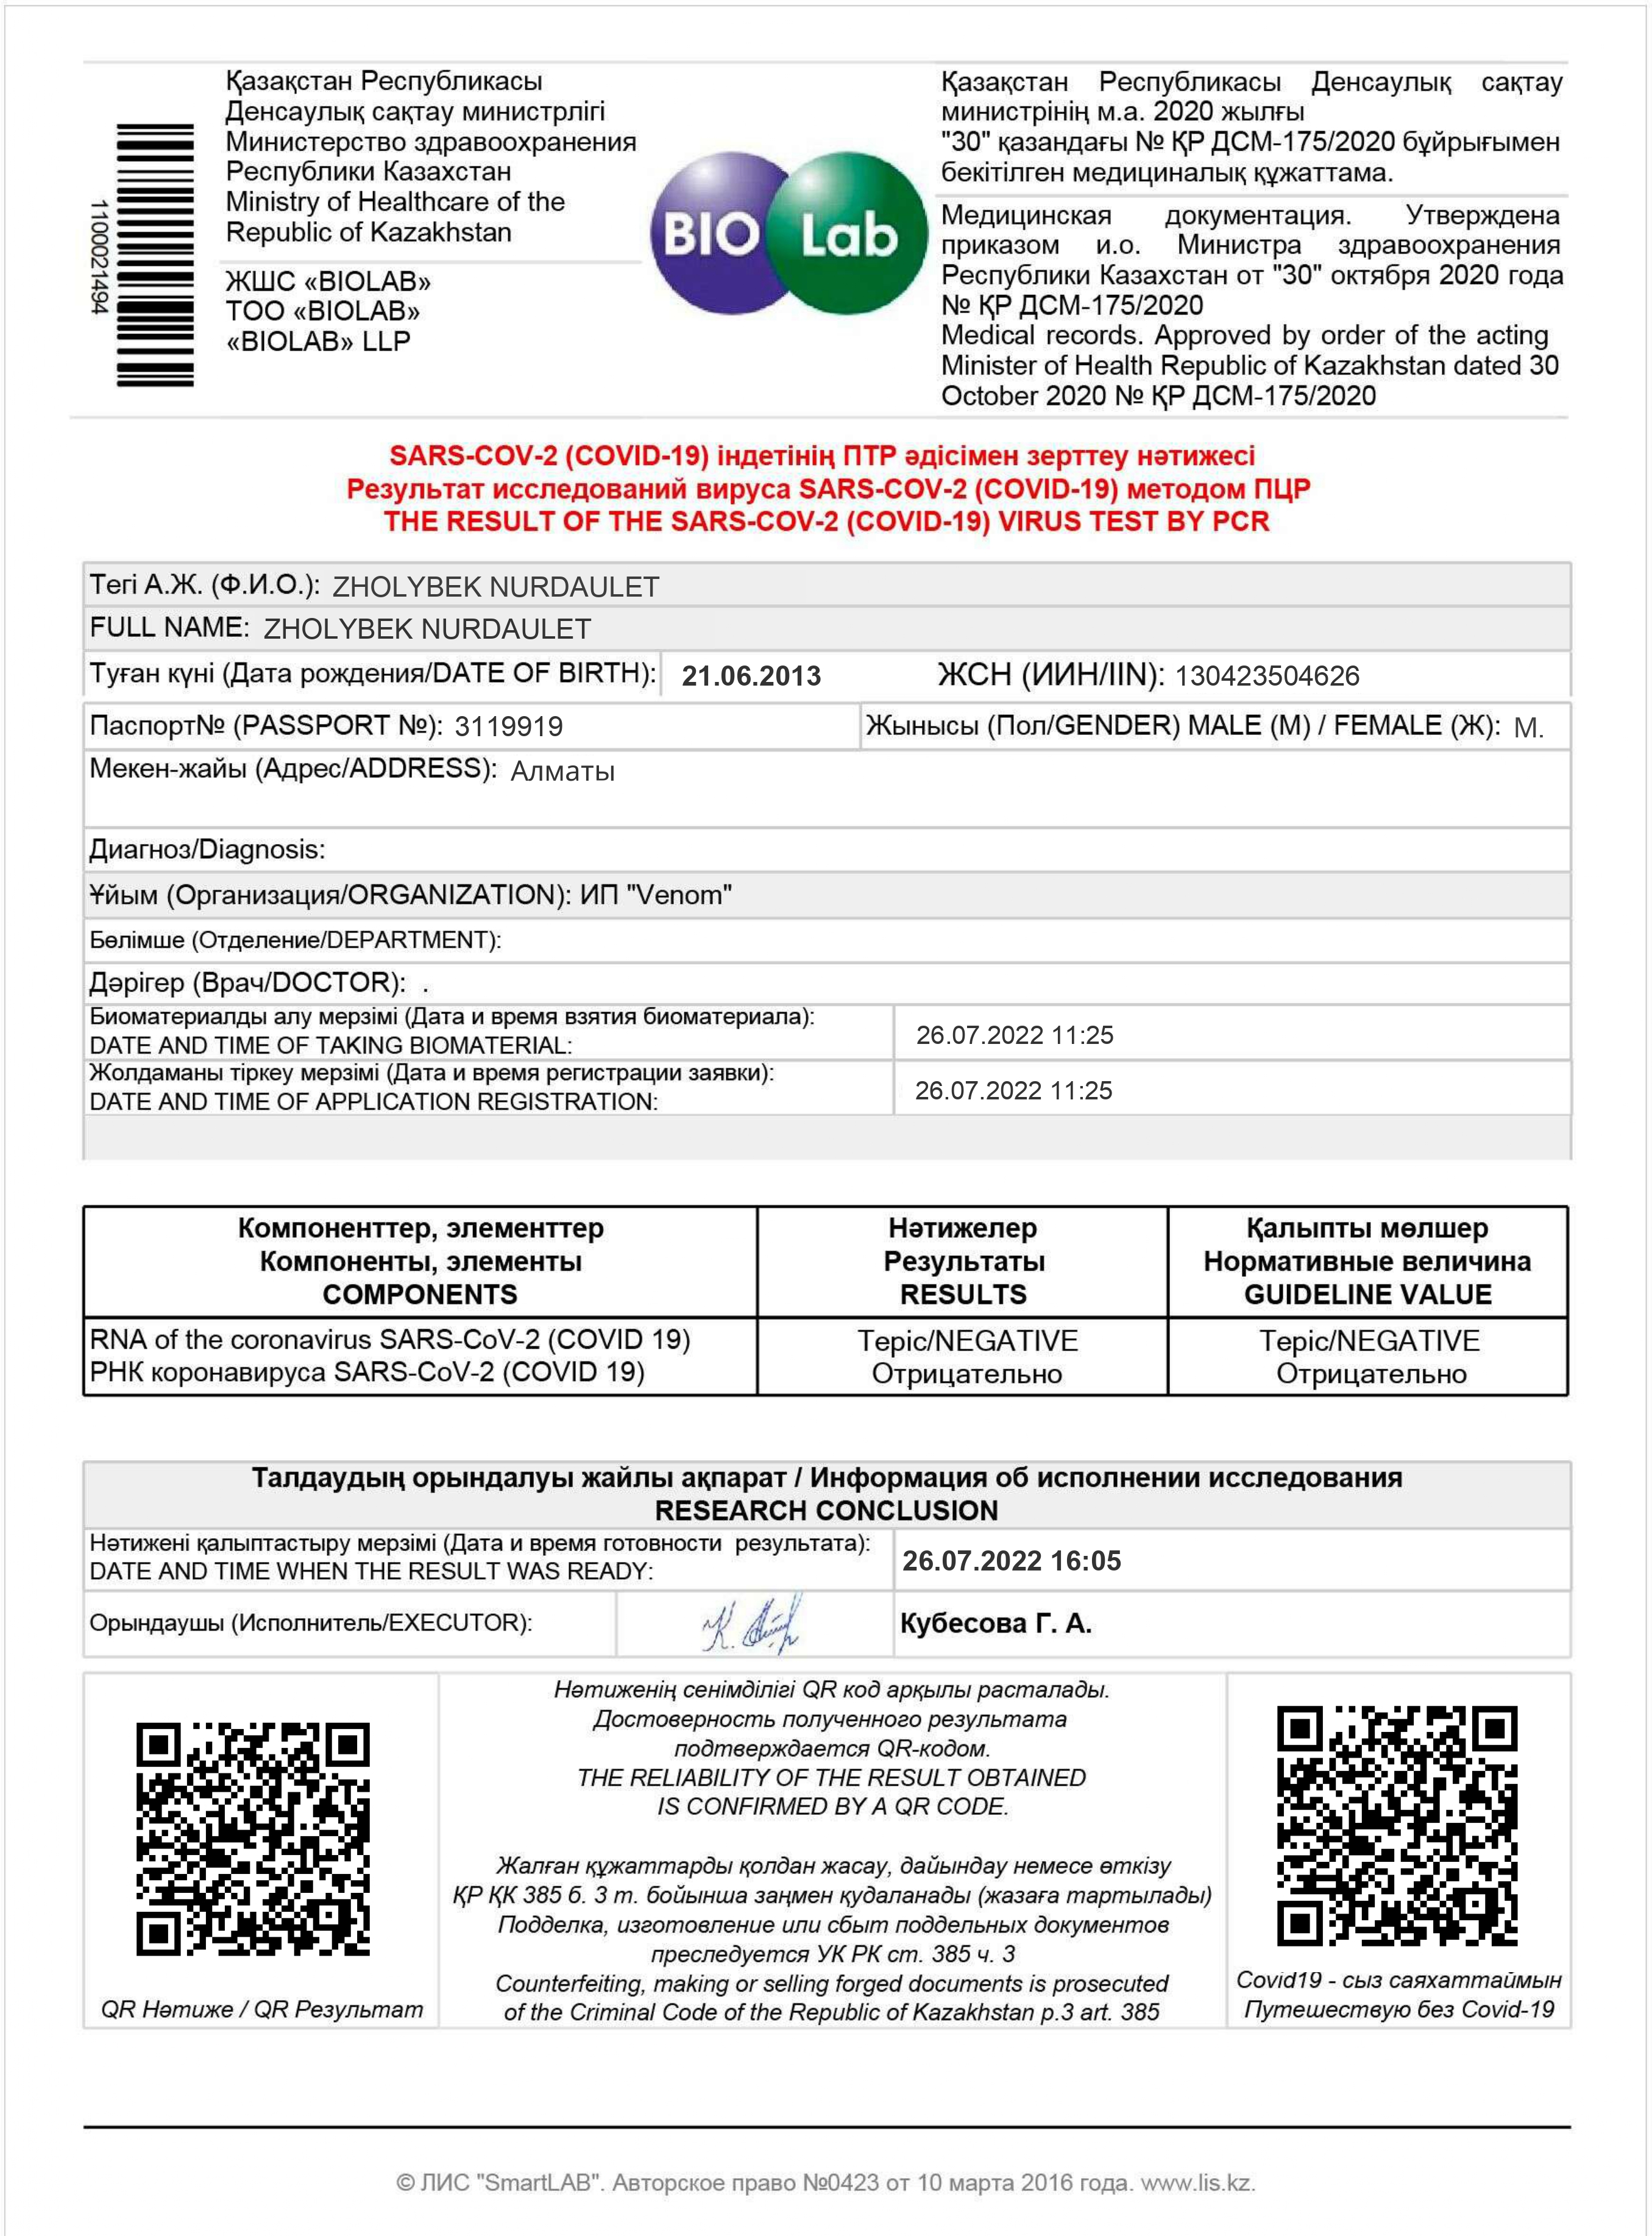 1100021494
Қазақстан Республикасы
Денсаулық сақтау министрлігі
Министерство здравоохранения
Республики Казахстан
Ministry of Healthcare of the
Republic of Kazakhstan
ЖШС «BIOLAB»
ТОО «BIOLAB»
«BIOLAB» LLP
BIO Lab
Қазақстан Республикасы Денсаулық сақтау
министрінің м.а. 2020 жылғы
"30" қазандағы № ҚР ДСМ-175/2020 бұйрығымен
бекітілген медициналық құжаттама.
Медицинская документация. Утверждена
приказом и.о. Министра здравоохранения
Республики Казахстан от "30" октября 2020 года
№ ҚР ДСМ-175/2020
Medical records. Approved by order of the acting
Minister of Health Republic of Kazakhstan dated 30
October 2020 № ҚР ДСМ-175/2020
SARS-COV-2 (COVID-19) індетінің ПТР әдісімен зерттеу нәтижесі
Результат исследований вируса SARS-COV-2 (COVID-19) методом ПЦР
THE RESULT OF THE SARS-COV-2 (COVID-19) VIRUS TEST BY PCR
Тегі А.Ж. (Ф.И.О.): ZHOLYBEK NURDAULET
FULL NAME: ZHOLYBEK NURDAULET
Туған күні (Дата рождения/DATE OF BIRTH): 21.06.2013 ЖСН (ИИН/IIN): 130423504626
Паспорт№ (PASSPORT №): 3119919 Жынысы (Пол/GENDER) MALE (M) / FEMALE (Ж): М.
Мекен-жайы (Адрес/ADDRESS): Алматы
Диагноз/Diagnosis:
Ұйым (Организация/ORGANIZATION): ИП "Venom"
Бөлімше (Отделение/DEPARTMENT):
Дәрігер (Врач/DOCTOR): .
Биоматериалды алу мерзімі (Дата и время взятия биоматериала):
DATE AND TIME OF TAKING BIOMATERIAL:
26.07.2022 11:25
Жолдаманы тіркеу мерзімі (Дата и время регистрации заявки):
DATE AND TIME OF APPLICATION REGISTRATION:
26.07.2022 11:25
Компоненттер, элементтер
Компоненты, элементы
COMPONENTS
Нәтижелер
Результаты
RESULTS
Қалыпты мөлшер
Нормативные величина
GUIDELINE VALUE
RNA of the coronavirus SARS-CoV-2 (COVID 19)
РНК коронавируса SARS-CoV-2 (COVID 19)
Теріс/NEGATIVE
Отрицательно
Теріс/NEGATIVE
Отрицательно
Талдаудың орындалуы жайлы ақпарат / Информация об исполнении исследования
RESEARCH CONCLUSION
Нәтижені қалыптастыру мерзімі (Дата и время готовности результата):
DATE AND TIME WHEN THE RESULT WAS READY:
26.07.2022 16:05
Орындаушы (Исполнитель/EXECUTOR):
Кубесова Г. А.
QR Нәтиже / QR Результат
Нәтиженің сенімділігі QR код арқылы расталады.
Достоверность полученного результата
подтверждается QR-кодом.
THE RELIABILITY OF THE RESULT OBTAINED
IS CONFIRMED BY A QR CODE.
Жалған құжаттарды қолдан жасау, дайындау немесе өткізу
ҚР ҚК 385 б. 3 т. бойынша заңмен қудаланады (жазаға тартылады)
Подделка, изготовление или сбыт поддельных документов
преследуется УК РК ст. 385 ч. 3
Counterfeiting, making or selling forged documents is prosecuted
of the Criminal Code of the Republic of Kazakhstan p.3 art. 385
Covid19 - сыз саяхаттаймын
Путешествую без Covid-19
© ЛИС "SmartLAB". Авторское право №0423 от 10 марта 2016 года. www.lis.kz.